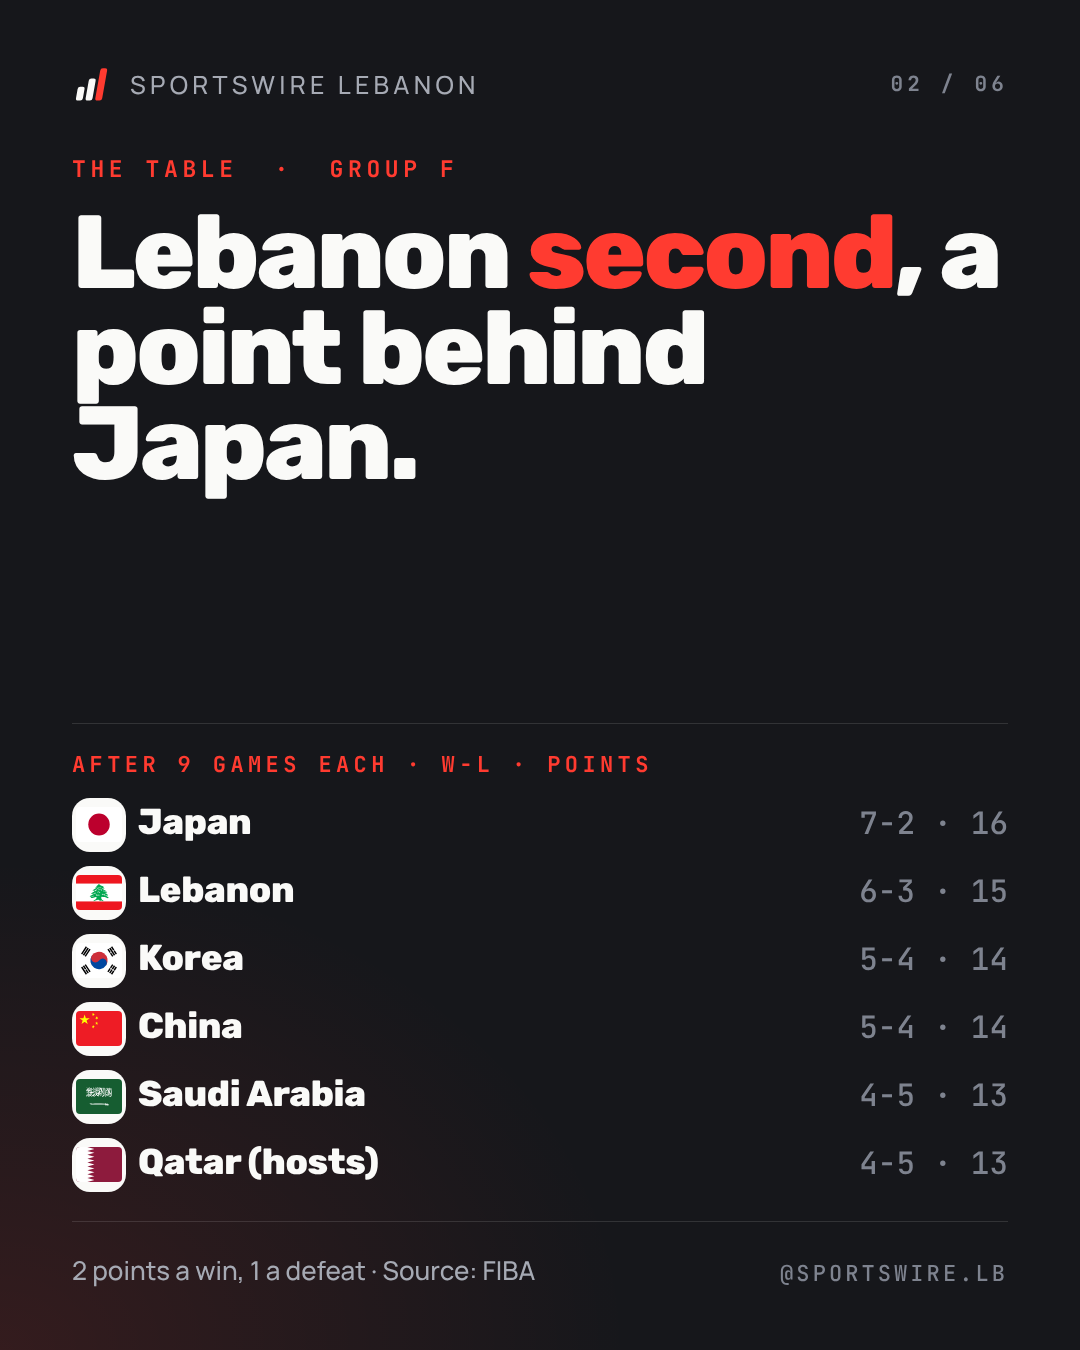 SPORTSWIRE LEBANON
02 / 06
THE TABLE · GROUP F
Lebanon second, a
point behind
Japan.
AFTER 9 GAMES EACH · W-L · POINTS
Japan 7-2 · 16
Lebanon 6-3 · 15
Korea 5-4 · 14
China 5-4 · 14
Saudi Arabia 4-5 · 13
Qatar (hosts) 4-5 · 13
2 points a win, 1 a defeat · Source: FIBA
@SPORTSWIRE.LB